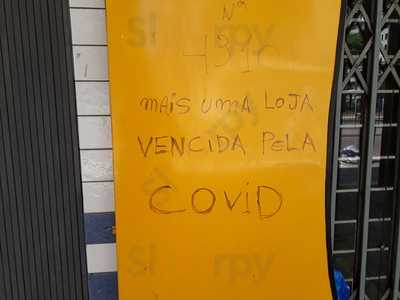 Nº
4310
mais uma LOJA
VENCIDA PELA
COViD